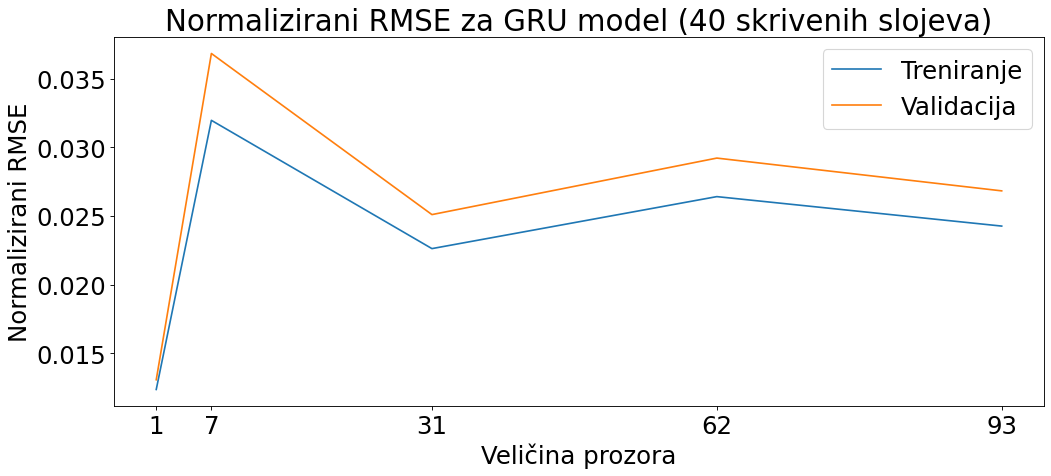 Normalizirani RMSE za GRU model (40 skrivenih slojeva)
Normalizirani RMSE
0.035
0.030
0.025
0.020
0.015
Treniranje
Validacija
1 7 31 62 93
Veličina prozora